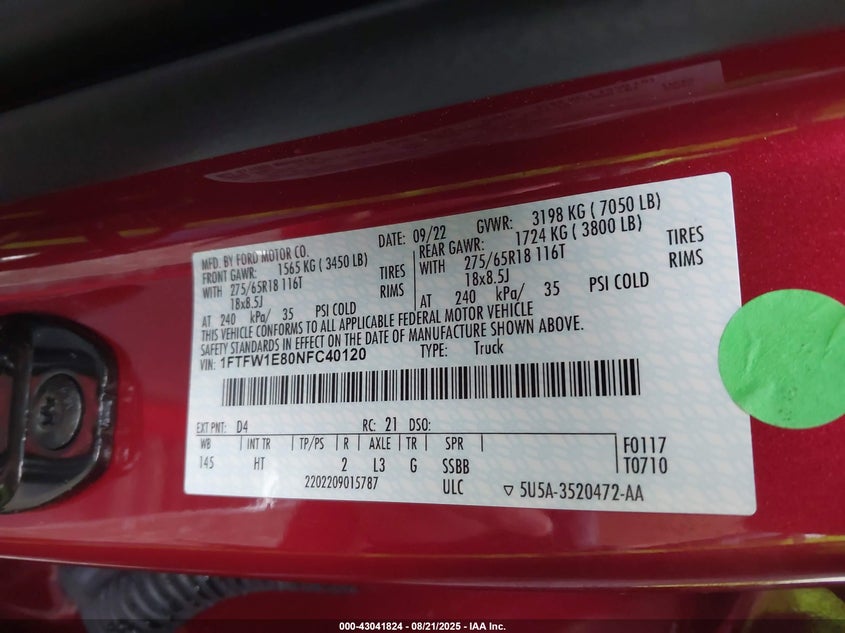 MFD. BY FORD MOTOR CO.
DATE: 09/22 GVWR: 3198 KG ( 7050 LB)
FRONT GAWR: 1565 KG ( 3450 LB) REAR GAWR: 1724 KG ( 3800 LB)
WITH 275/65R18 116T TIRES WITH 275/65R18 116T TIRES
18x8.5J RIMS 18x8.5J RIMS
AT 240 kPa/ 35 PSI COLD AT 240 kPa/ 35 PSI COLD
THIS VEHICLE CONFORMS TO ALL APPLICABLE FEDERAL MOTOR VEHICLE
SAFETY STANDARDS IN EFFECT ON THE DATE OF MANUFACTURE SHOWN ABOVE.
VIN: 1FTFW1E80NFC40120 TYPE: Truck
EXT PNT: D4 RC: 21 DSO:
WB INT TR TP/PS R AXLE TR SPR F0117
145 HT 2 L3 G SSBB T0710
2202209015787 ULC ▽ 5U5A-3520472-AA
000-43041824 - 08/21/2025 - IAA Inc.